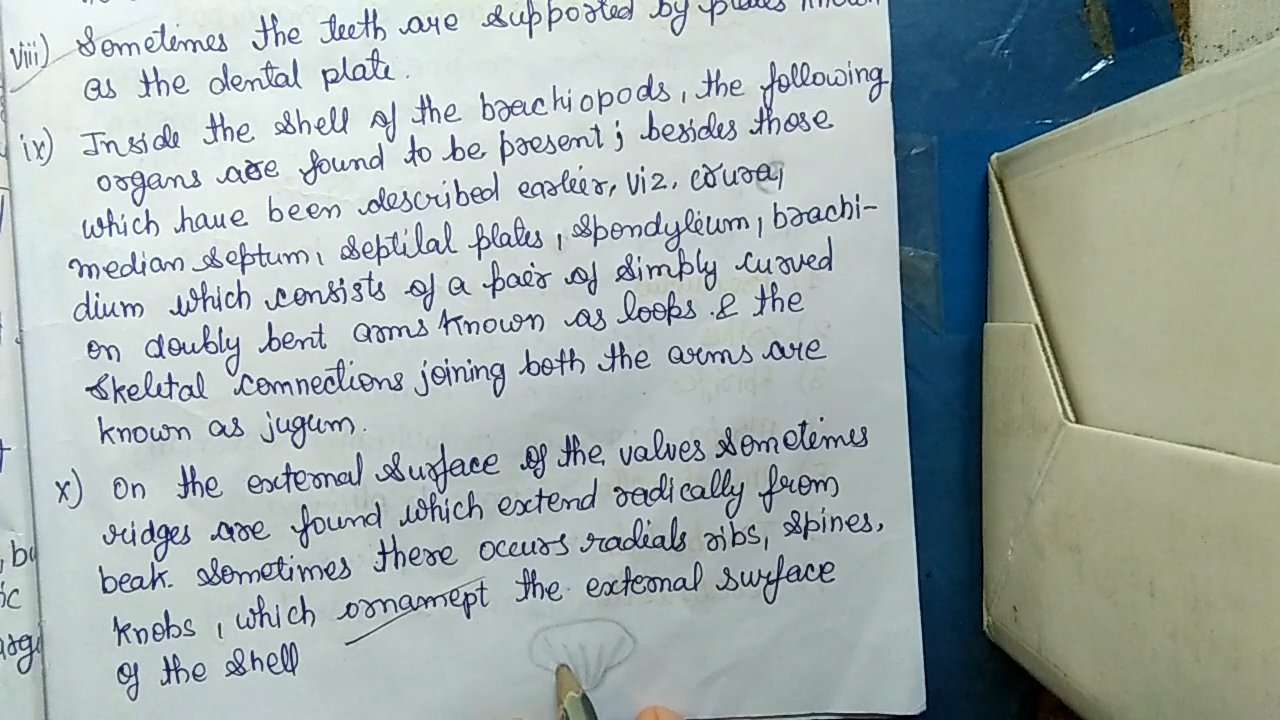 viii) Sometimes the teeth are supported by plates known
as the dental plate.
ix) Inside the shell of the brachiopods, the following
organs are found to be present; besides those
which have been described earlier, viz. crura,
median septum, septilal plates, spondylium, brachi-
dium which consists of a pair of simply curved
on doubly bent arms known as loops & the
skeletal connections joining both the arms are
known as jugum.
x) On the external surface of the valves sometimes
ridges are found which extend radically from
beak. Sometimes there occurs radials ribs, spines,
knobs, which ornamept the external surface
of the shell